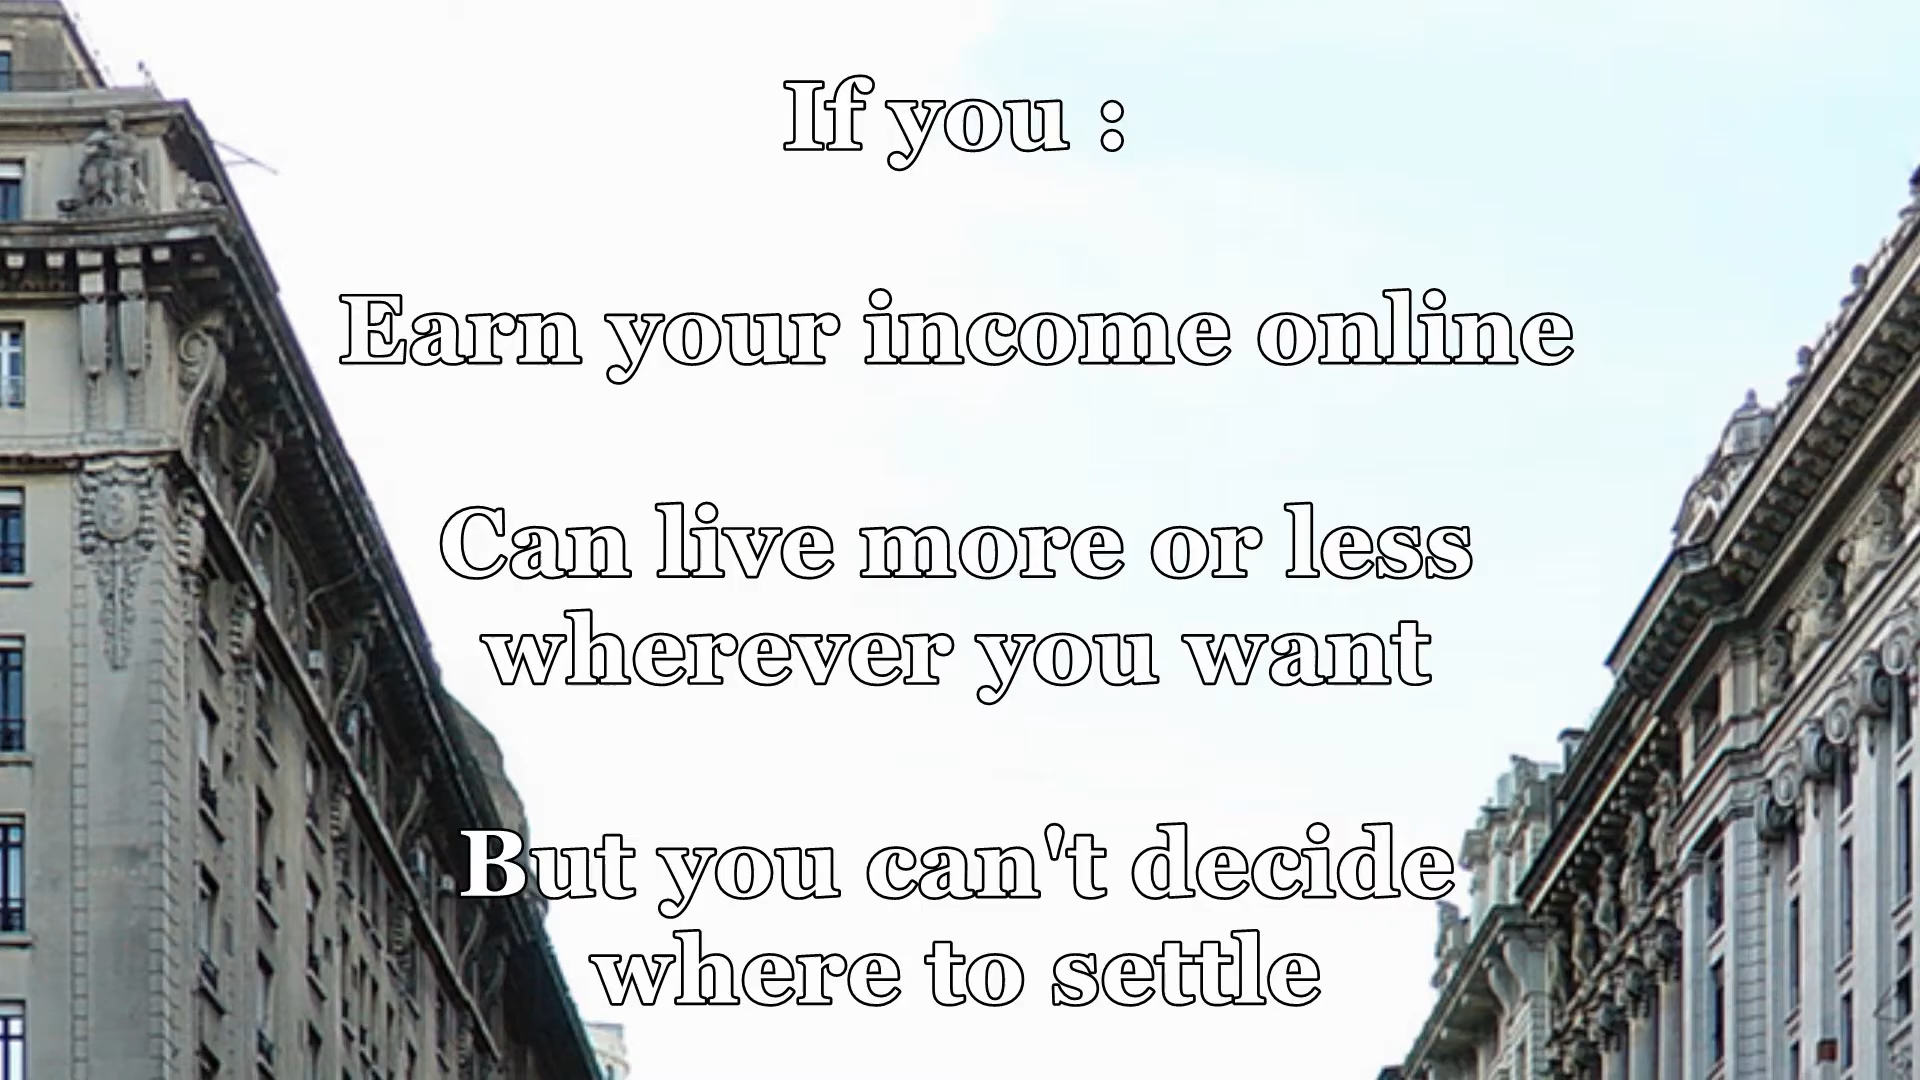 If you :
Earn your income online
Can live more or less
wherever you want
But you can't decide
where to settle